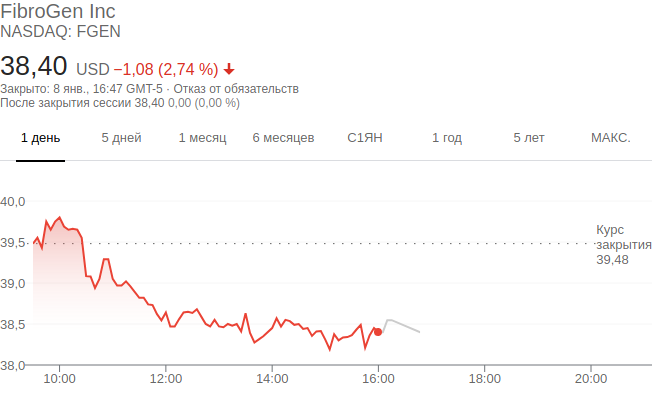 FibroGen Inc
NASDAQ: FGEN
38,40 USD −1,08 (2,74 %)
Закрыто: 8 янв., 16:47 GMT-5 · Отказ от обязательств
После закрытия сессии 38,40 0,00 (0,00 %)
1 день 5 дней 1 месяц 6 месяцев С1ЯН 1 год 5 лет МАКС.
40,0
39,5
39,0
38,5
38,0
Курс
закрытия
39,48
10:00 12:00 14:00 16:00 18:00 20:00